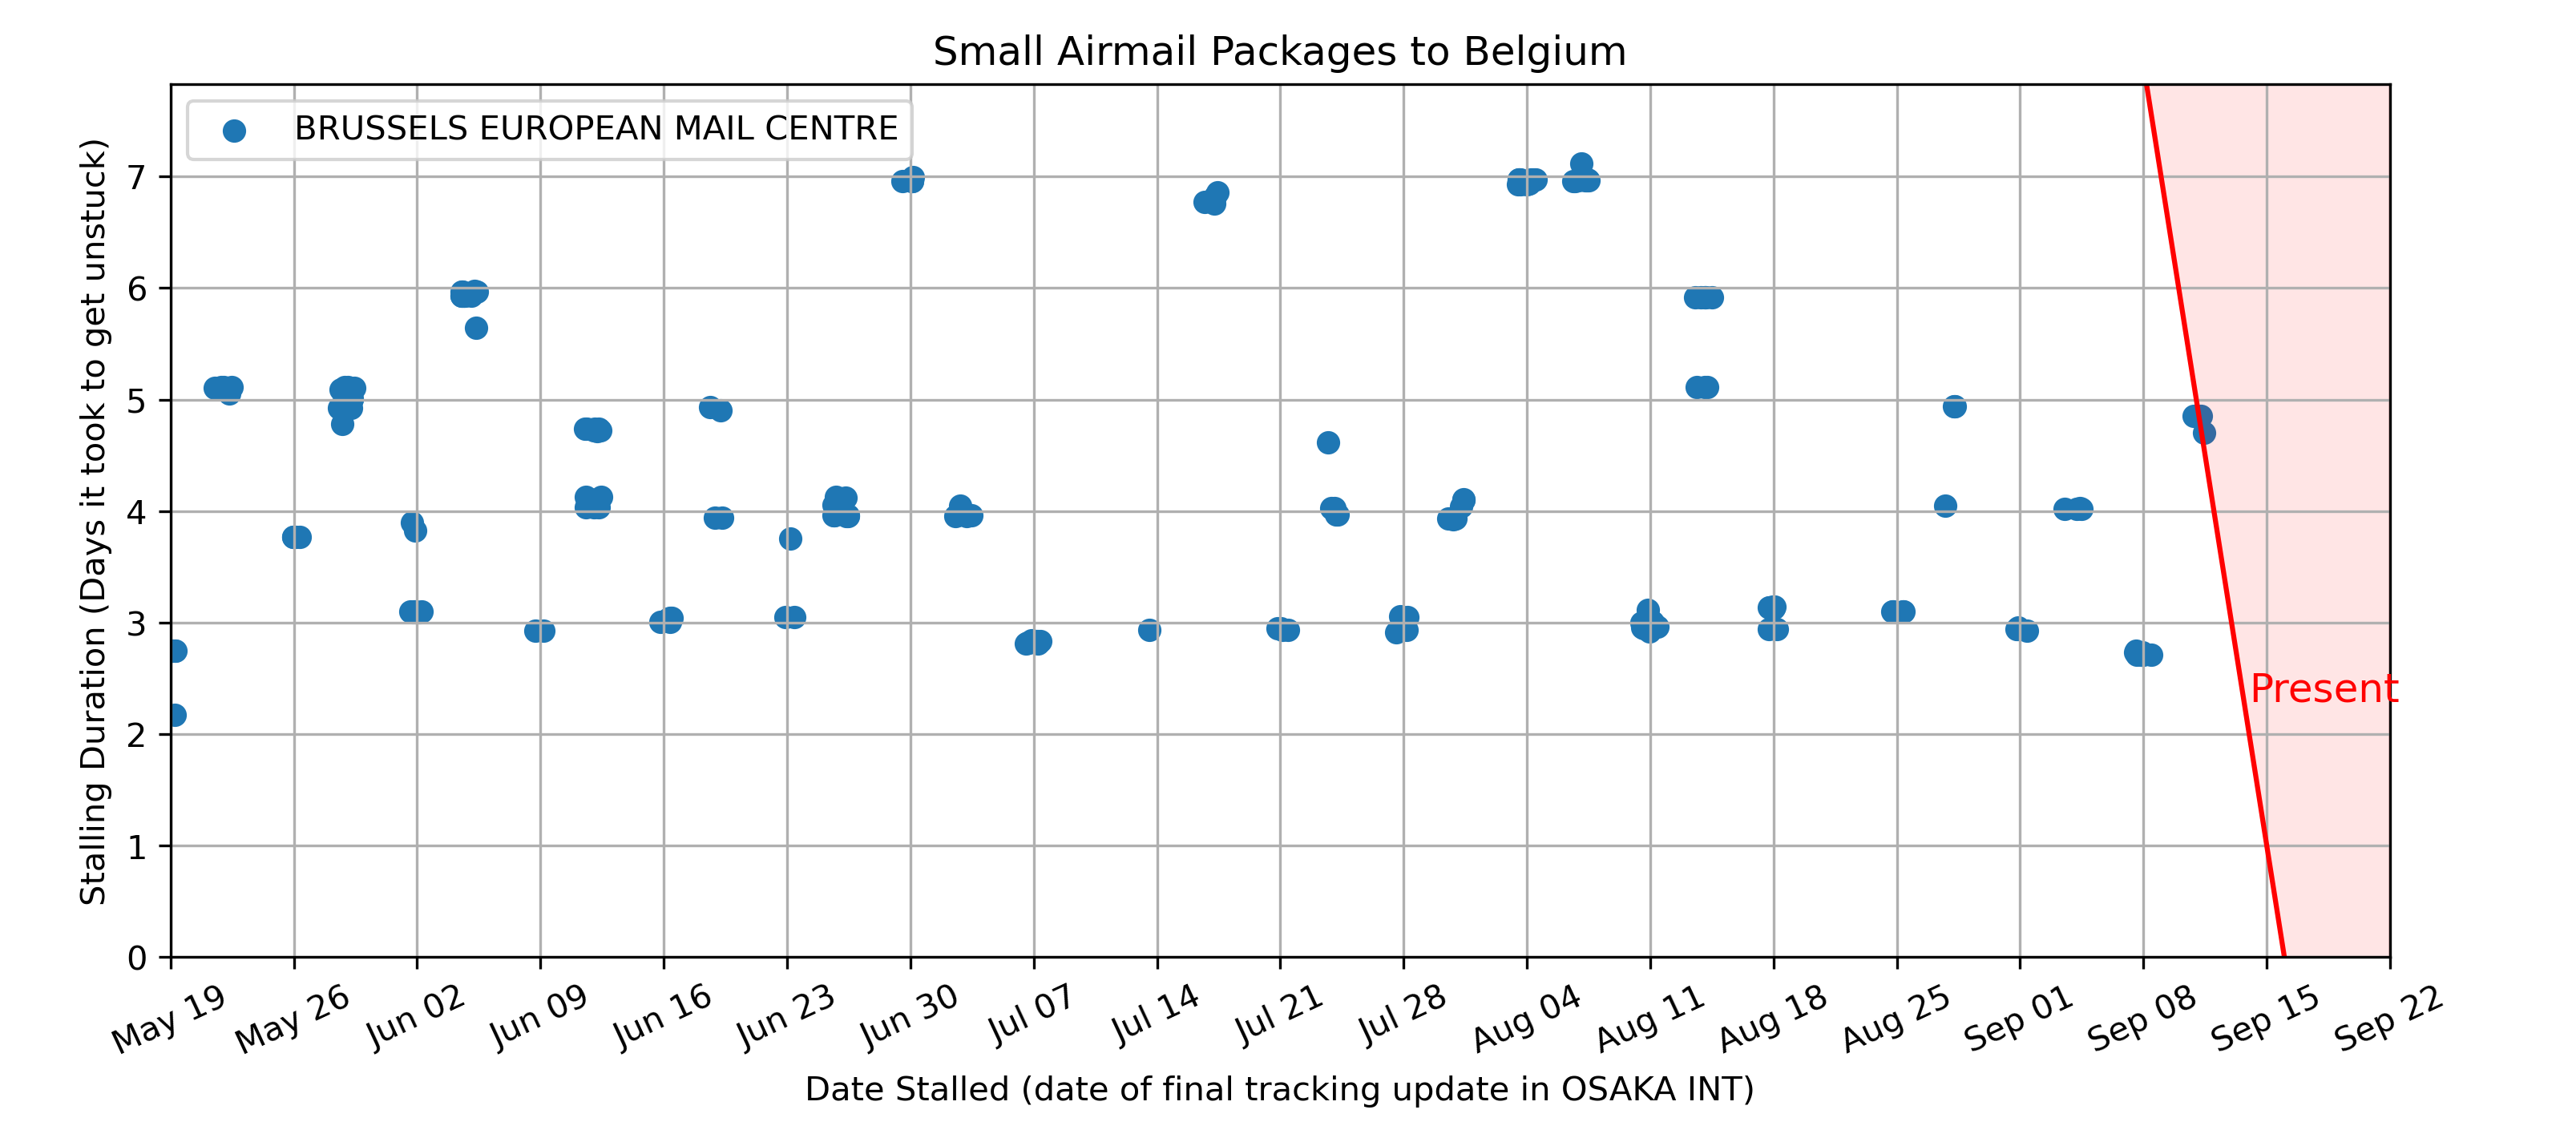 Small Airmail Packages to Belgium
BRUSSELS EUROPEAN MAIL CENTRE
Stalling Duration (Days it took to get unstuck)
7
6
5
4
3
2
1
0
Present
May 19
May 26
Jun 02
Jun 09
Jun 16
Jun 23
Jun 30
Jul 07
Jul 14
Jul 21
Jul 28
Aug 04
Aug 11
Aug 18
Aug 25
Sep 01
Sep 08
Sep 15
Sep 22
Date Stalled (date of final tracking update in OSAKA INT)